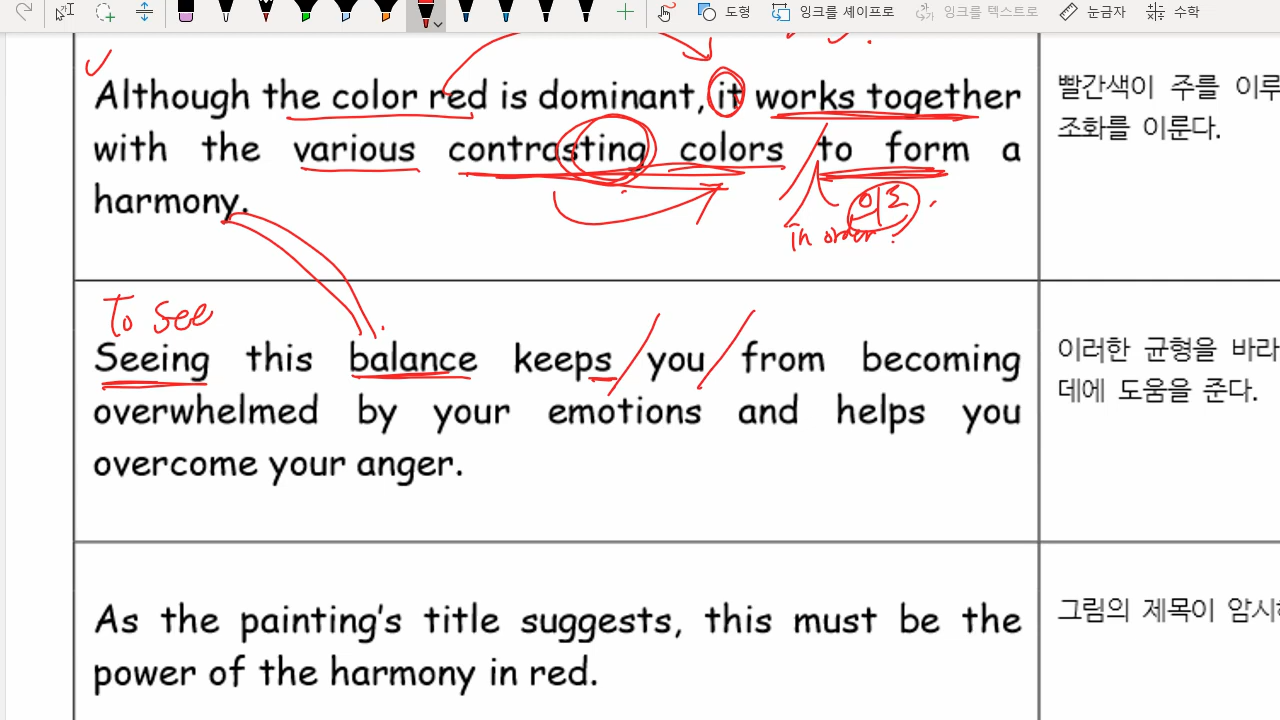 도형 잉크를 셰이프로 잉크를 텍스트로 눈금자 수학
Although the color red is dominant, it works together
with the various contrasting colors to form a
harmony.
in order
의도
빨간색이 주를 이루
조화를 이룬다.
To see
Seeing this balance keeps you from becoming
overwhelmed by your emotions and helps you
overcome your anger.
이러한 균형을 바라
데에 도움을 준다.
As the painting's title suggests, this must be the
power of the harmony in red.
그림의 제목이 암시